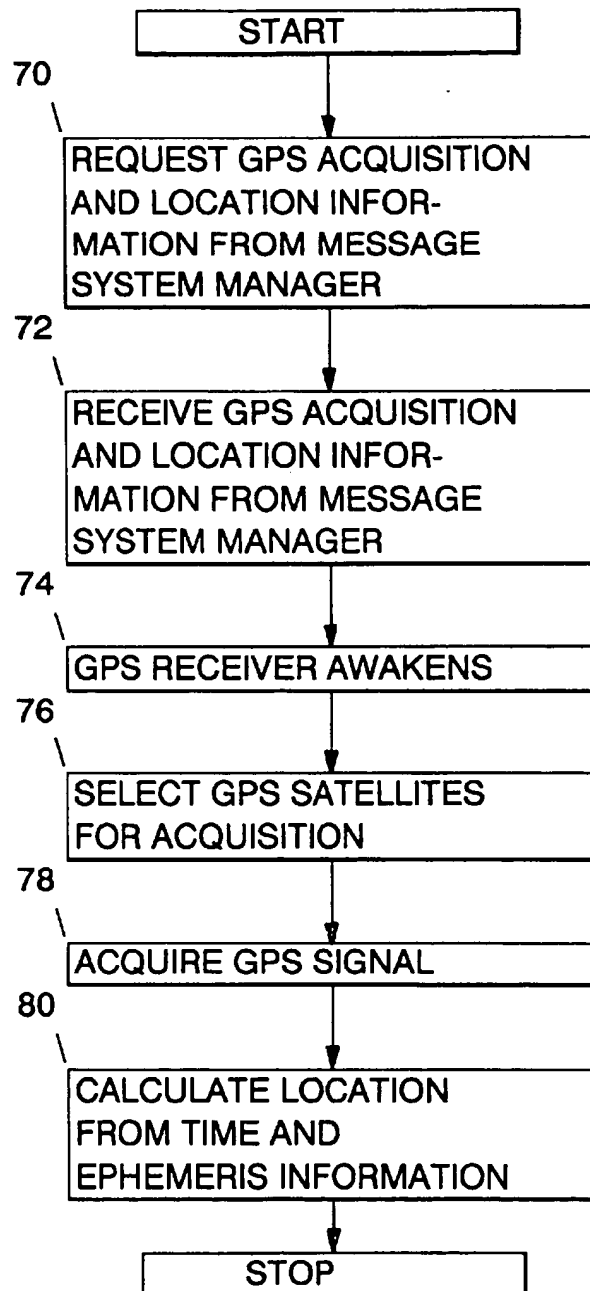 START
70
REQUEST GPS ACQUISITION
AND LOCATION INFOR-
MATION FROM MESSAGE
SYSTEM MANAGER
72
RECEIVE GPS ACQUISITION
AND LOCATION INFOR-
MATION FROM MESSAGE
SYSTEM MANAGER
74
GPS RECEIVER AWAKENS
76
SELECT GPS SATELLITES
FOR ACQUISITION
78
ACQUIRE GPS SIGNAL
80
CALCULATE LOCATION
FROM TIME AND
EPHEMERIS INFORMATION
STOP